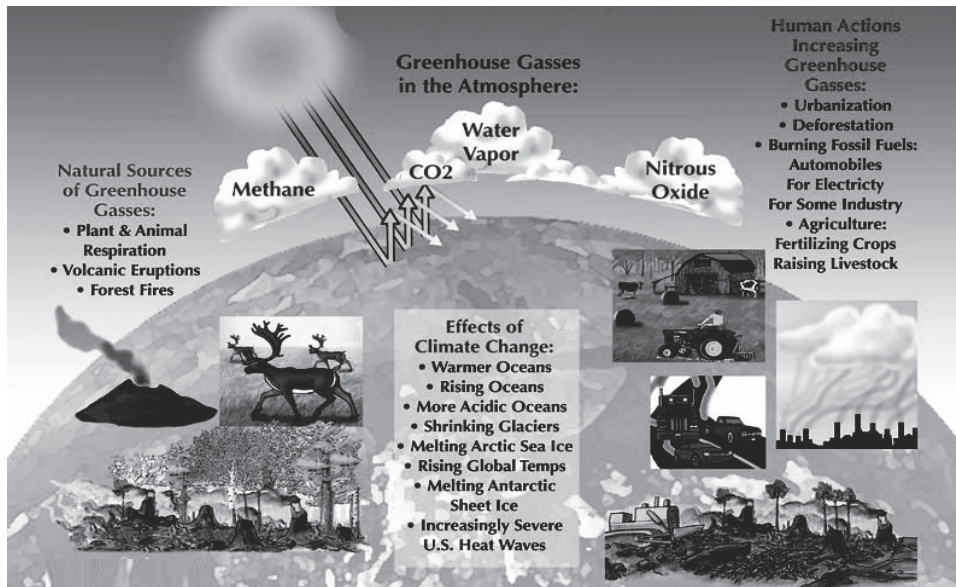 Greenhouse Gasses
in the Atmosphere:
Methane
CO2
Water
Vapor
Nitrous
Oxide
Natural Sources
of Greenhouse
Gasses:
• Plant & Animal
Respiration
• Volcanic Eruptions
• Forest Fires
Human Actions
Increasing
Greenhouse
Gasses:
• Urbanization
• Deforestation
• Burning Fossil Fuels:
Automobiles
For Electricty
For Some Industry
• Agriculture:
Fertilizing Crops
Raising Livestock
Effects of
Climate Change:
• Warmer Oceans
• Rising Oceans
• More Acidic Oceans
• Shrinking Glaciers
• Melting Arctic Sea Ice
• Rising Global Temps
• Melting Antarctic
Sheet Ice
• Increasingly Severe
U.S. Heat Waves